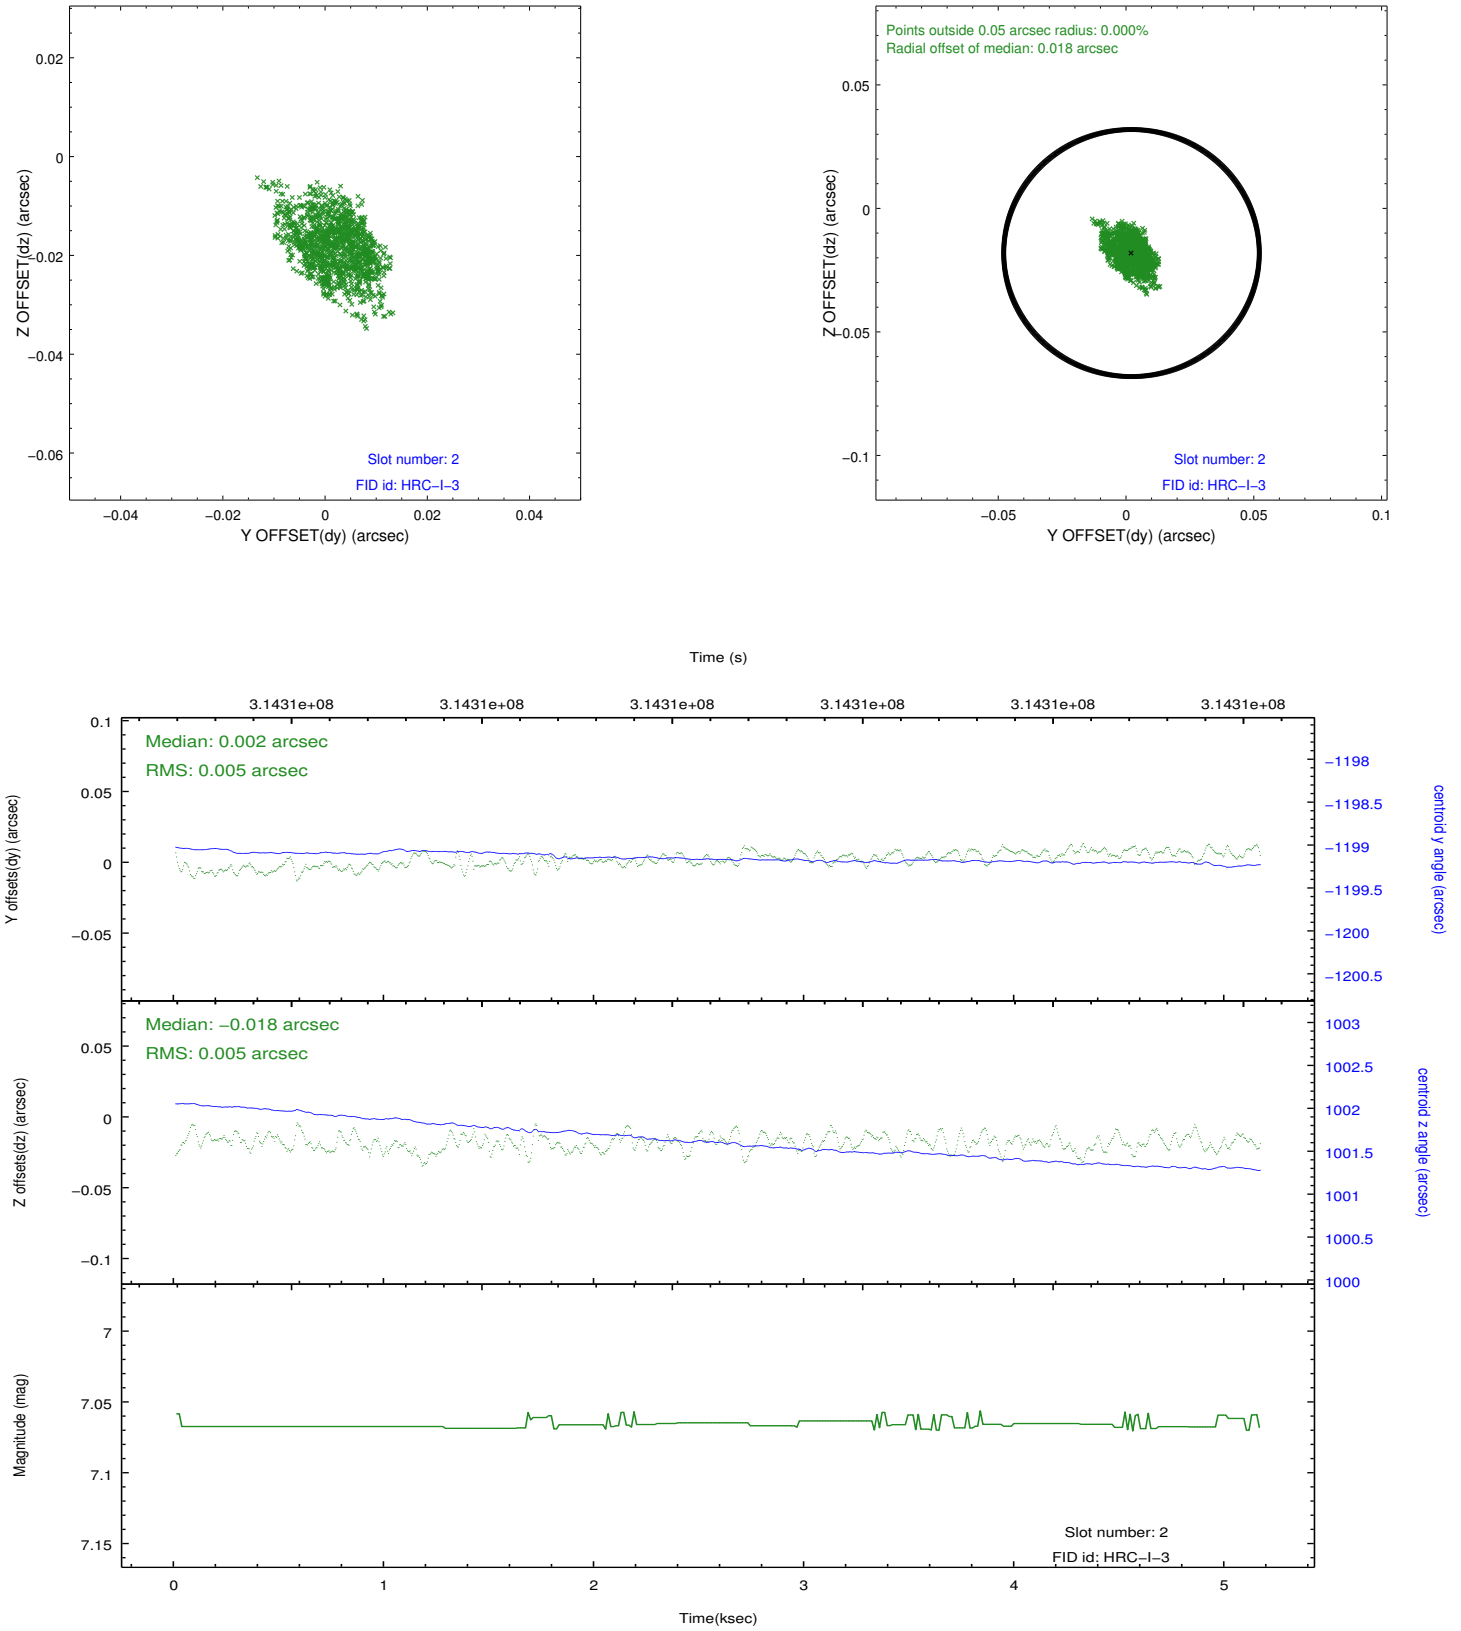 0.02
0
−0.02
−0.04
−0.06
Z OFFSET(dz) (arcsec)
Slot number: 2
FID id: HRC−I−3
−0.04
−0.02
0
0.02
0.04
Y OFFSET(dy) (arcsec)
Points outside 0.05 arcsec radius: 0.000%
Radial offset of median: 0.018 arcsec
0.05
0
−0.05
−0.1
Z OFFSET(dz) (arcsec)
Slot number: 2
FID id: HRC−I−3
−0.05
0
0.05
0.1
Y OFFSET(dy) (arcsec)
Time (s)
3.1431e+08
3.1431e+08
3.1431e+08
3.1431e+08
3.1431e+08
3.1431e+08
Median: 0.002 arcsec
RMS: 0.005 arcsec
0.1
0.05
0
−0.05
Y offsets(dy) (arcsec)
−1198
−1198.5
−1199
−1199.5
−1200
−1200.5
centroid y angle (arcsec)
Median: −0.018 arcsec
RMS: 0.005 arcsec
0.05
0
−0.05
−0.1
Z offsets(dz) (arcsec)
1003
1002.5
1002
1001.5
1001
1000.5
1000
centroid z angle (arcsec)
7
7.05
7.1
7.15
Magnitude (mag)
Slot number: 2
FID id: HRC−I−3
0
1
2
3
4
5
Time(ksec)